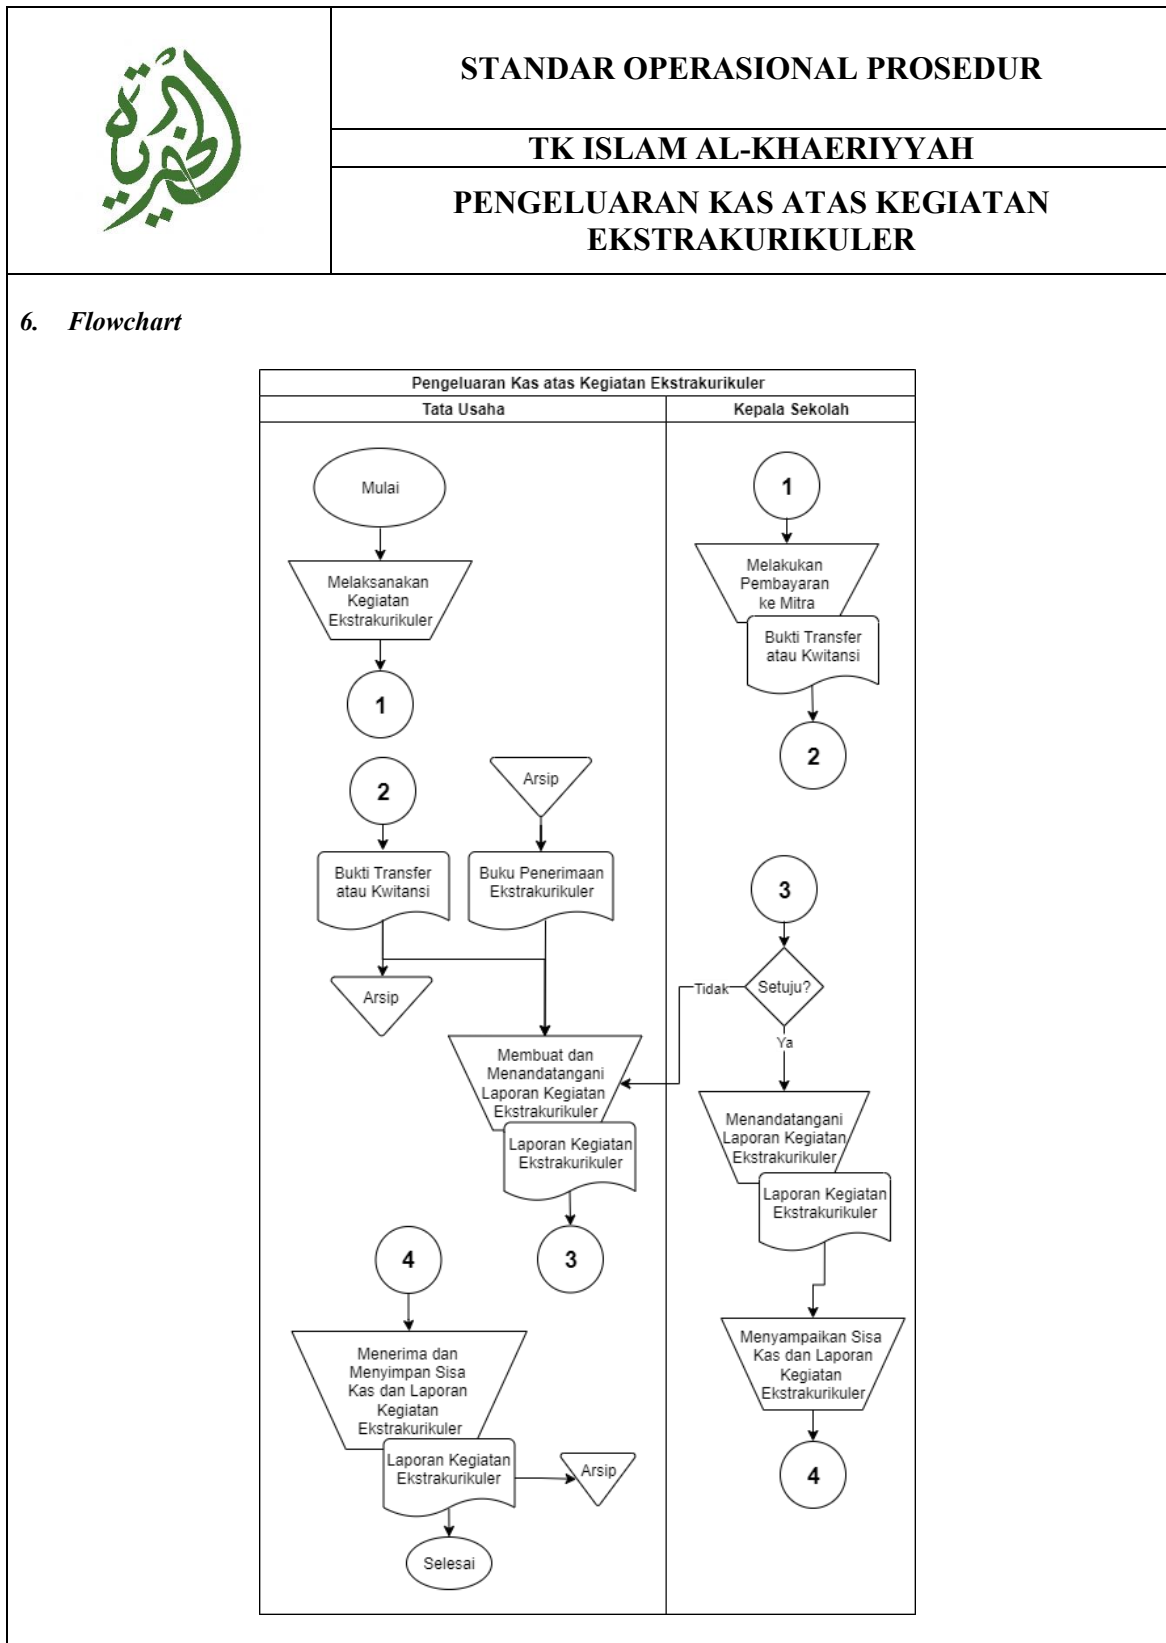 الخيرية
STANDAR OPERASIONAL PROSEDUR
TK ISLAM AL-KHAERIYYAH
PENGELUARAN KAS ATAS KEGIATAN
EKSTRAKURIKULER
6. Flowchart
Pengeluaran Kas atas Kegiatan Ekstrakurikuler
Tata Usaha
Kepala Sekolah
Mulai
Melaksanakan
Kegiatan
Ekstrakurikuler
1
2
Arsip
Bukti Transfer
atau Kwitansi
Buku Penerimaan
Ekstrakurikuler
Arsip
Membuat dan
Menandatangani
Laporan Kegiatan
Ekstrakurikuler
Laporan Kegiatan
Ekstrakurikuler
3
4
Menerima dan
Menyimpan Sisa
Kas dan Laporan
Kegiatan
Ekstrakurikuler
Laporan Kegiatan
Ekstrakurikuler
Arsip
Selesai
1
Melakukan
Pembayaran
ke Mitra
Bukti Transfer
atau Kwitansi
2
3
Setuju?
Tidak
Ya
Menandatangani
Laporan Kegiatan
Ekstrakurikuler
Laporan Kegiatan
Ekstrakurikuler
Menyampaikan Sisa
Kas dan Laporan
Kegiatan
Ekstrakurikuler
4